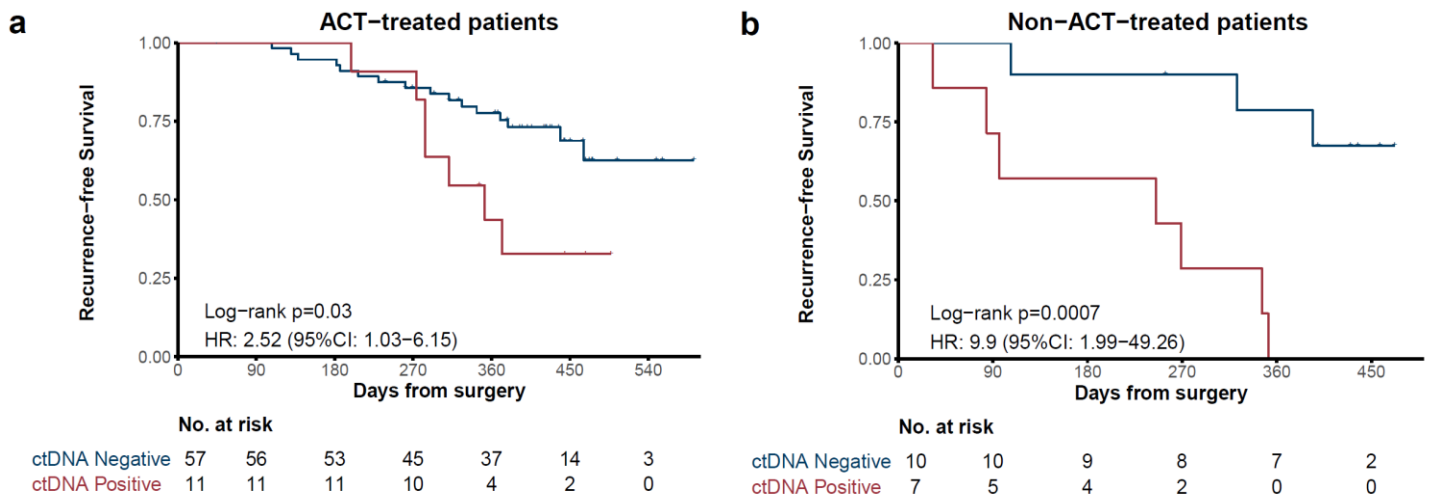 a
ACT−treated patients
Recurrence−free Survival
1.00
0.75
0.50
0.25
0.00
Log−rank p=0.03
HR: 2.52 (95%CI: 1.03−6.15)
0 90 180 270 360 450 540
Days from surgery
No. at risk
ctDNA Negative 57 56 53 45 37 14 3
ctDNA Positive 11 11 11 10 4 2 0
b
Non−ACT−treated patients
Recurrence−free Survival
1.00
0.75
0.50
0.25
0.00
Log−rank p=0.0007
HR: 9.9 (95%CI: 1.99−49.26)
0 90 180 270 360 450
Days from surgery
No. at risk
ctDNA Negative 10 10 9 8 7 2
ctDNA Positive 7 5 4 2 0 0